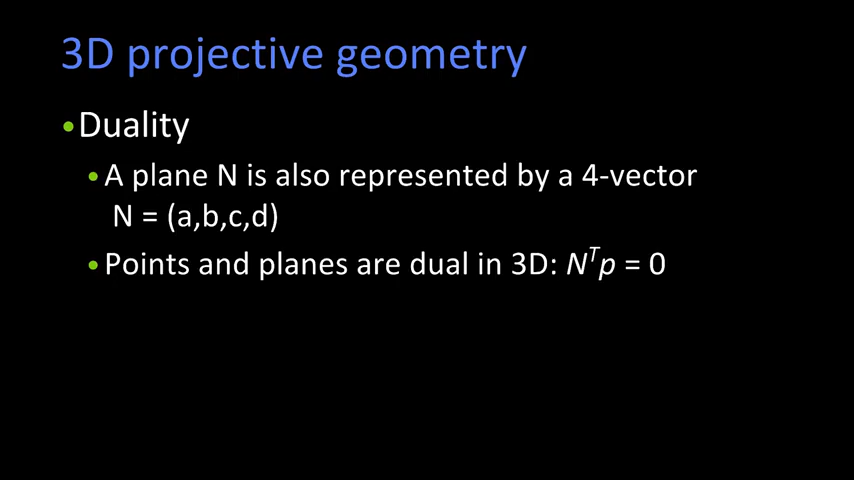 3D projective geometry
•Duality
•A plane N is also represented by a 4-vector
N = (a,b,c,d)
•Points and planes are dual in 3D: Nᵀp = 0